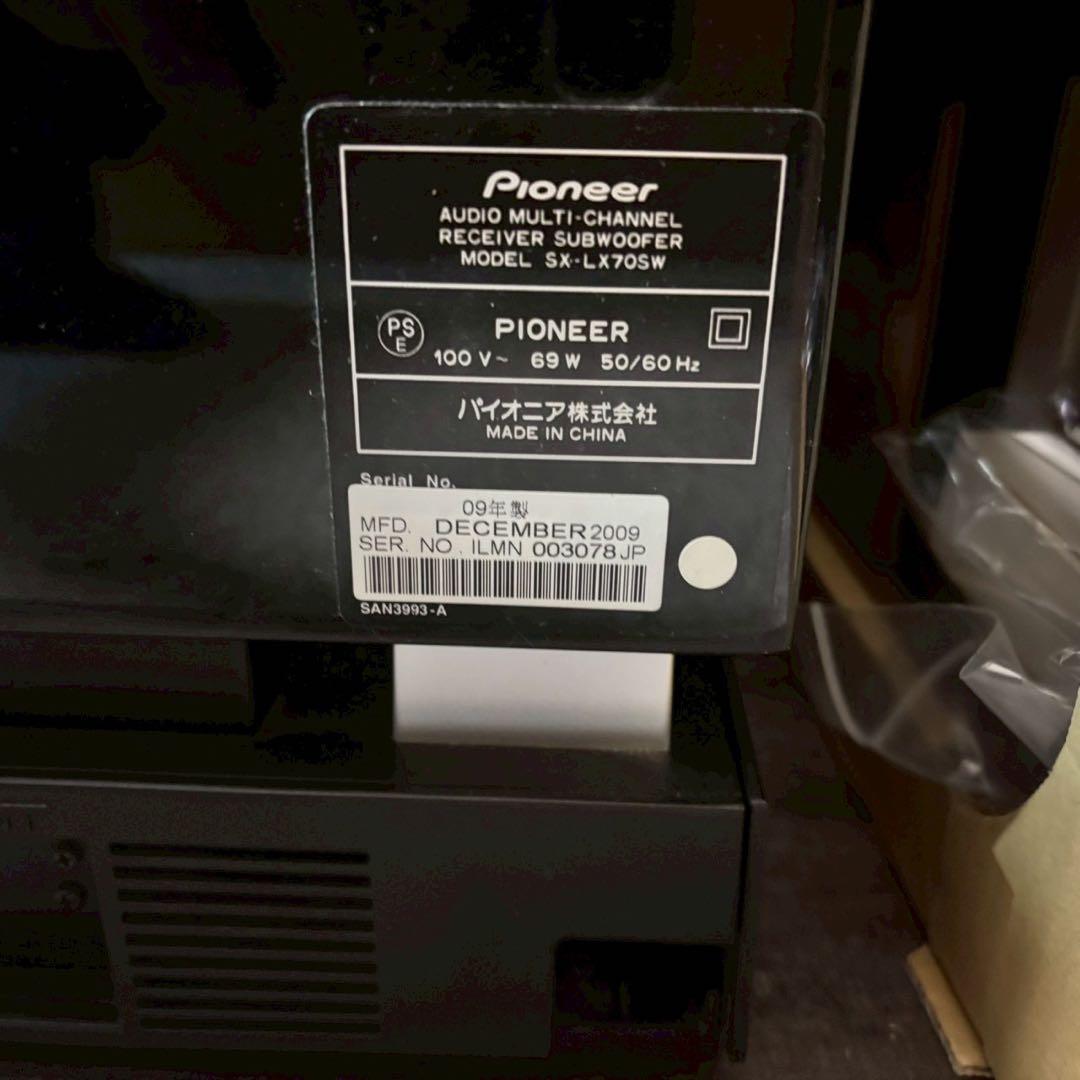 Pioneer
AUDIO MULTI-CHANNEL
RECEIVER SUBWOOFER
MODEL SX-LX70SW
PS
E
PIONEER
100 V~ 69 W 50/60 Hz
パイオニア株式会社
MADE IN CHINA
Serial No.
09年製
MFD. DECEMBER 2009
SER. NO. ILMN 003078JP
SAN3993-A